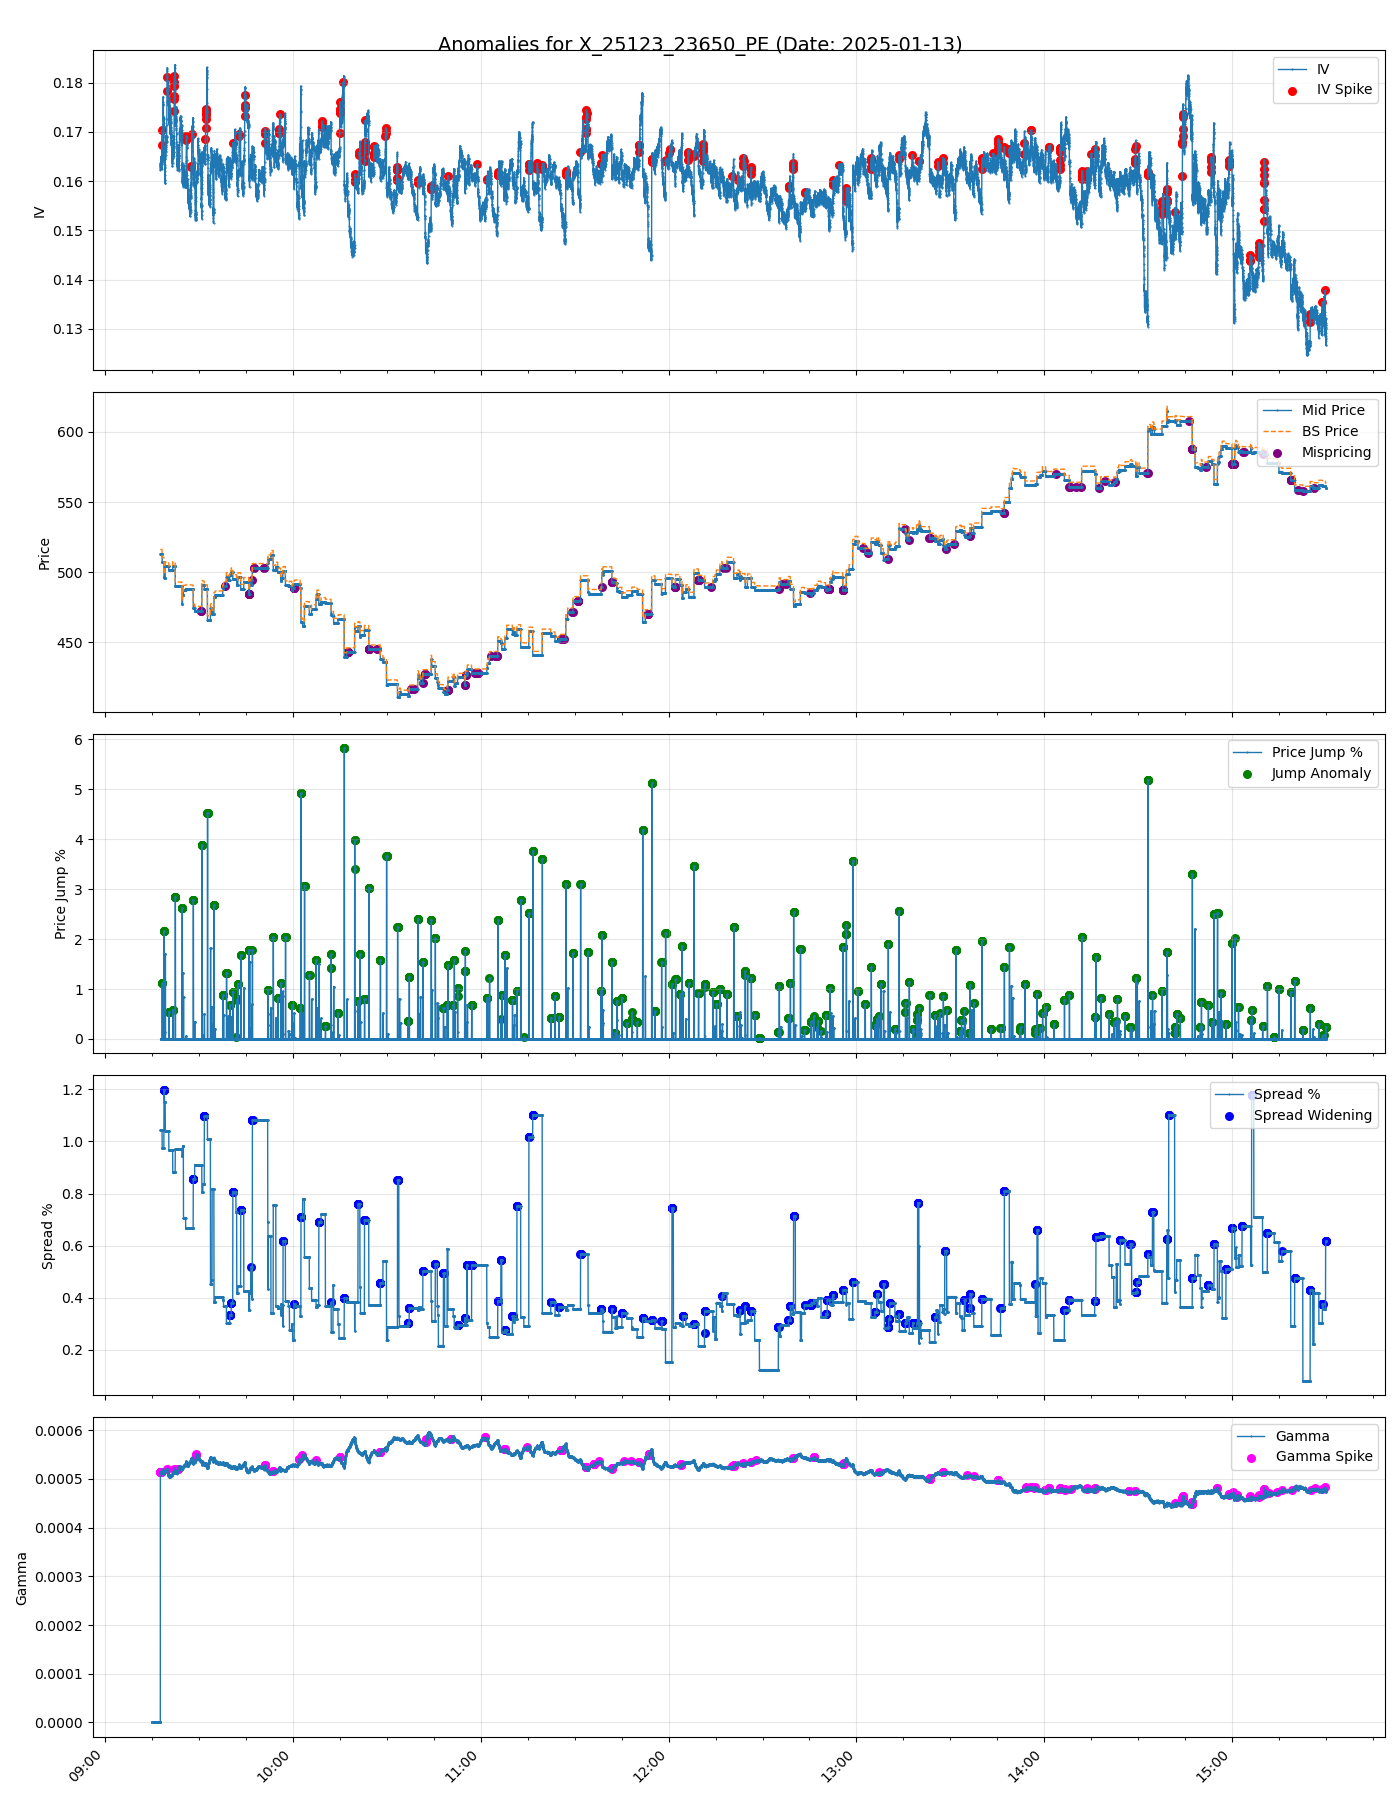 Anomalies for X_25123_23650_PE (Date: 2025-01-13)
IV
IV Spike
0.18
0.17
0.16
0.15
0.14
0.13
IV
Mid Price
BS Price
Mispricing
600
550
500
450
Price
Price Jump %
Jump Anomaly
6
5
4
3
2
1
0
Price Jump %
Spread %
Spread Widening
1.2
1.0
0.8
0.6
0.4
0.2
Spread %
Gamma
Gamma Spike
0.0006
0.0005
0.0004
0.0003
0.0002
0.0001
0.0000
Gamma
09:00
10:00
11:00
12:00
13:00
14:00
15:00